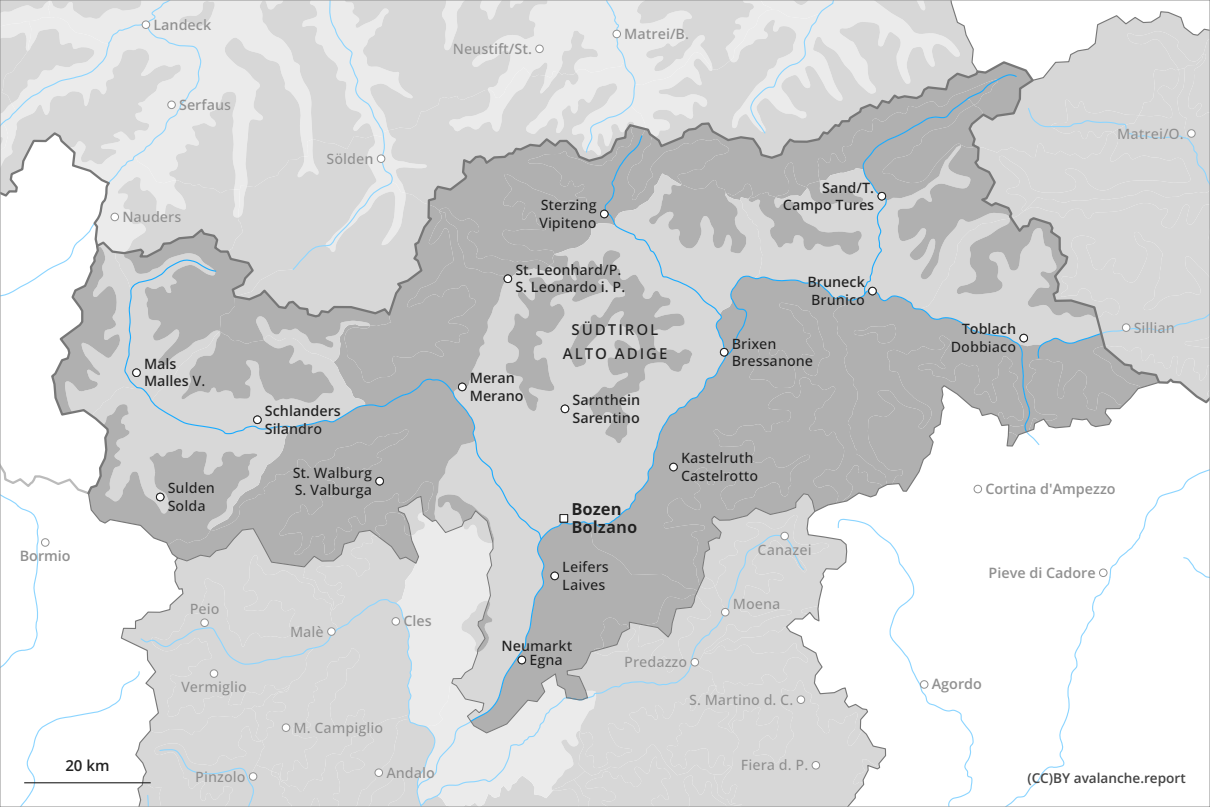 Landeck
Neustift/St.
Matrei/B.
Serfaus
Matrei/O.
Sölden
Nauders
Sterzing
Vipiteno
Sand/T.
Campo Tures
St. Leonhard/P.
S. Leonardo i. P.
Bruneck
Brunico
SÜDTIROL
ALTO ADIGE
Toblach
Dobbiaco
Sillian
Brixen
Bressanone
Mals
Malles V.
Meran
Merano
Sarnthein
Sarentino
Schlanders
Silandro
Kastelruth
Castelrotto
St. Walburg
S. Valburga
Sulden
Solda
Cortina d'Ampezzo
Bozen
Bolzano
Bormio
Canazei
Leifers
Laives
Pieve di Cadore
Peio
Malè
Cles
Moena
Neumarkt
Egna
Predazzo
Vermiglio
Agordo
S. Martino d. C.
M. Campiglio
20 km
Pinzolo
Andalo
Fiera d. P.
(CC)BY avalanche.report